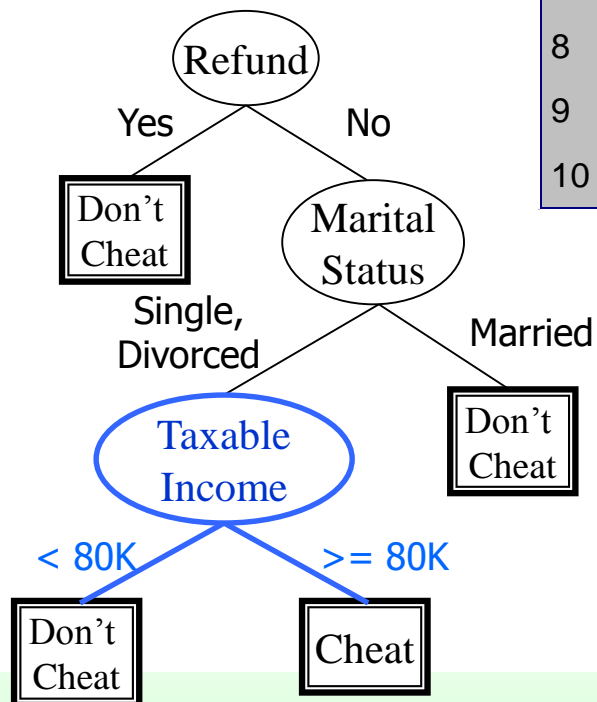 Refund
8
9
10
Yes
No
Don't
Cheat
Marital
Status
Single,
Divorced
Married
Taxable
Income
Don't
Cheat
< 80K
>= 80K
Don't
Cheat
Cheat